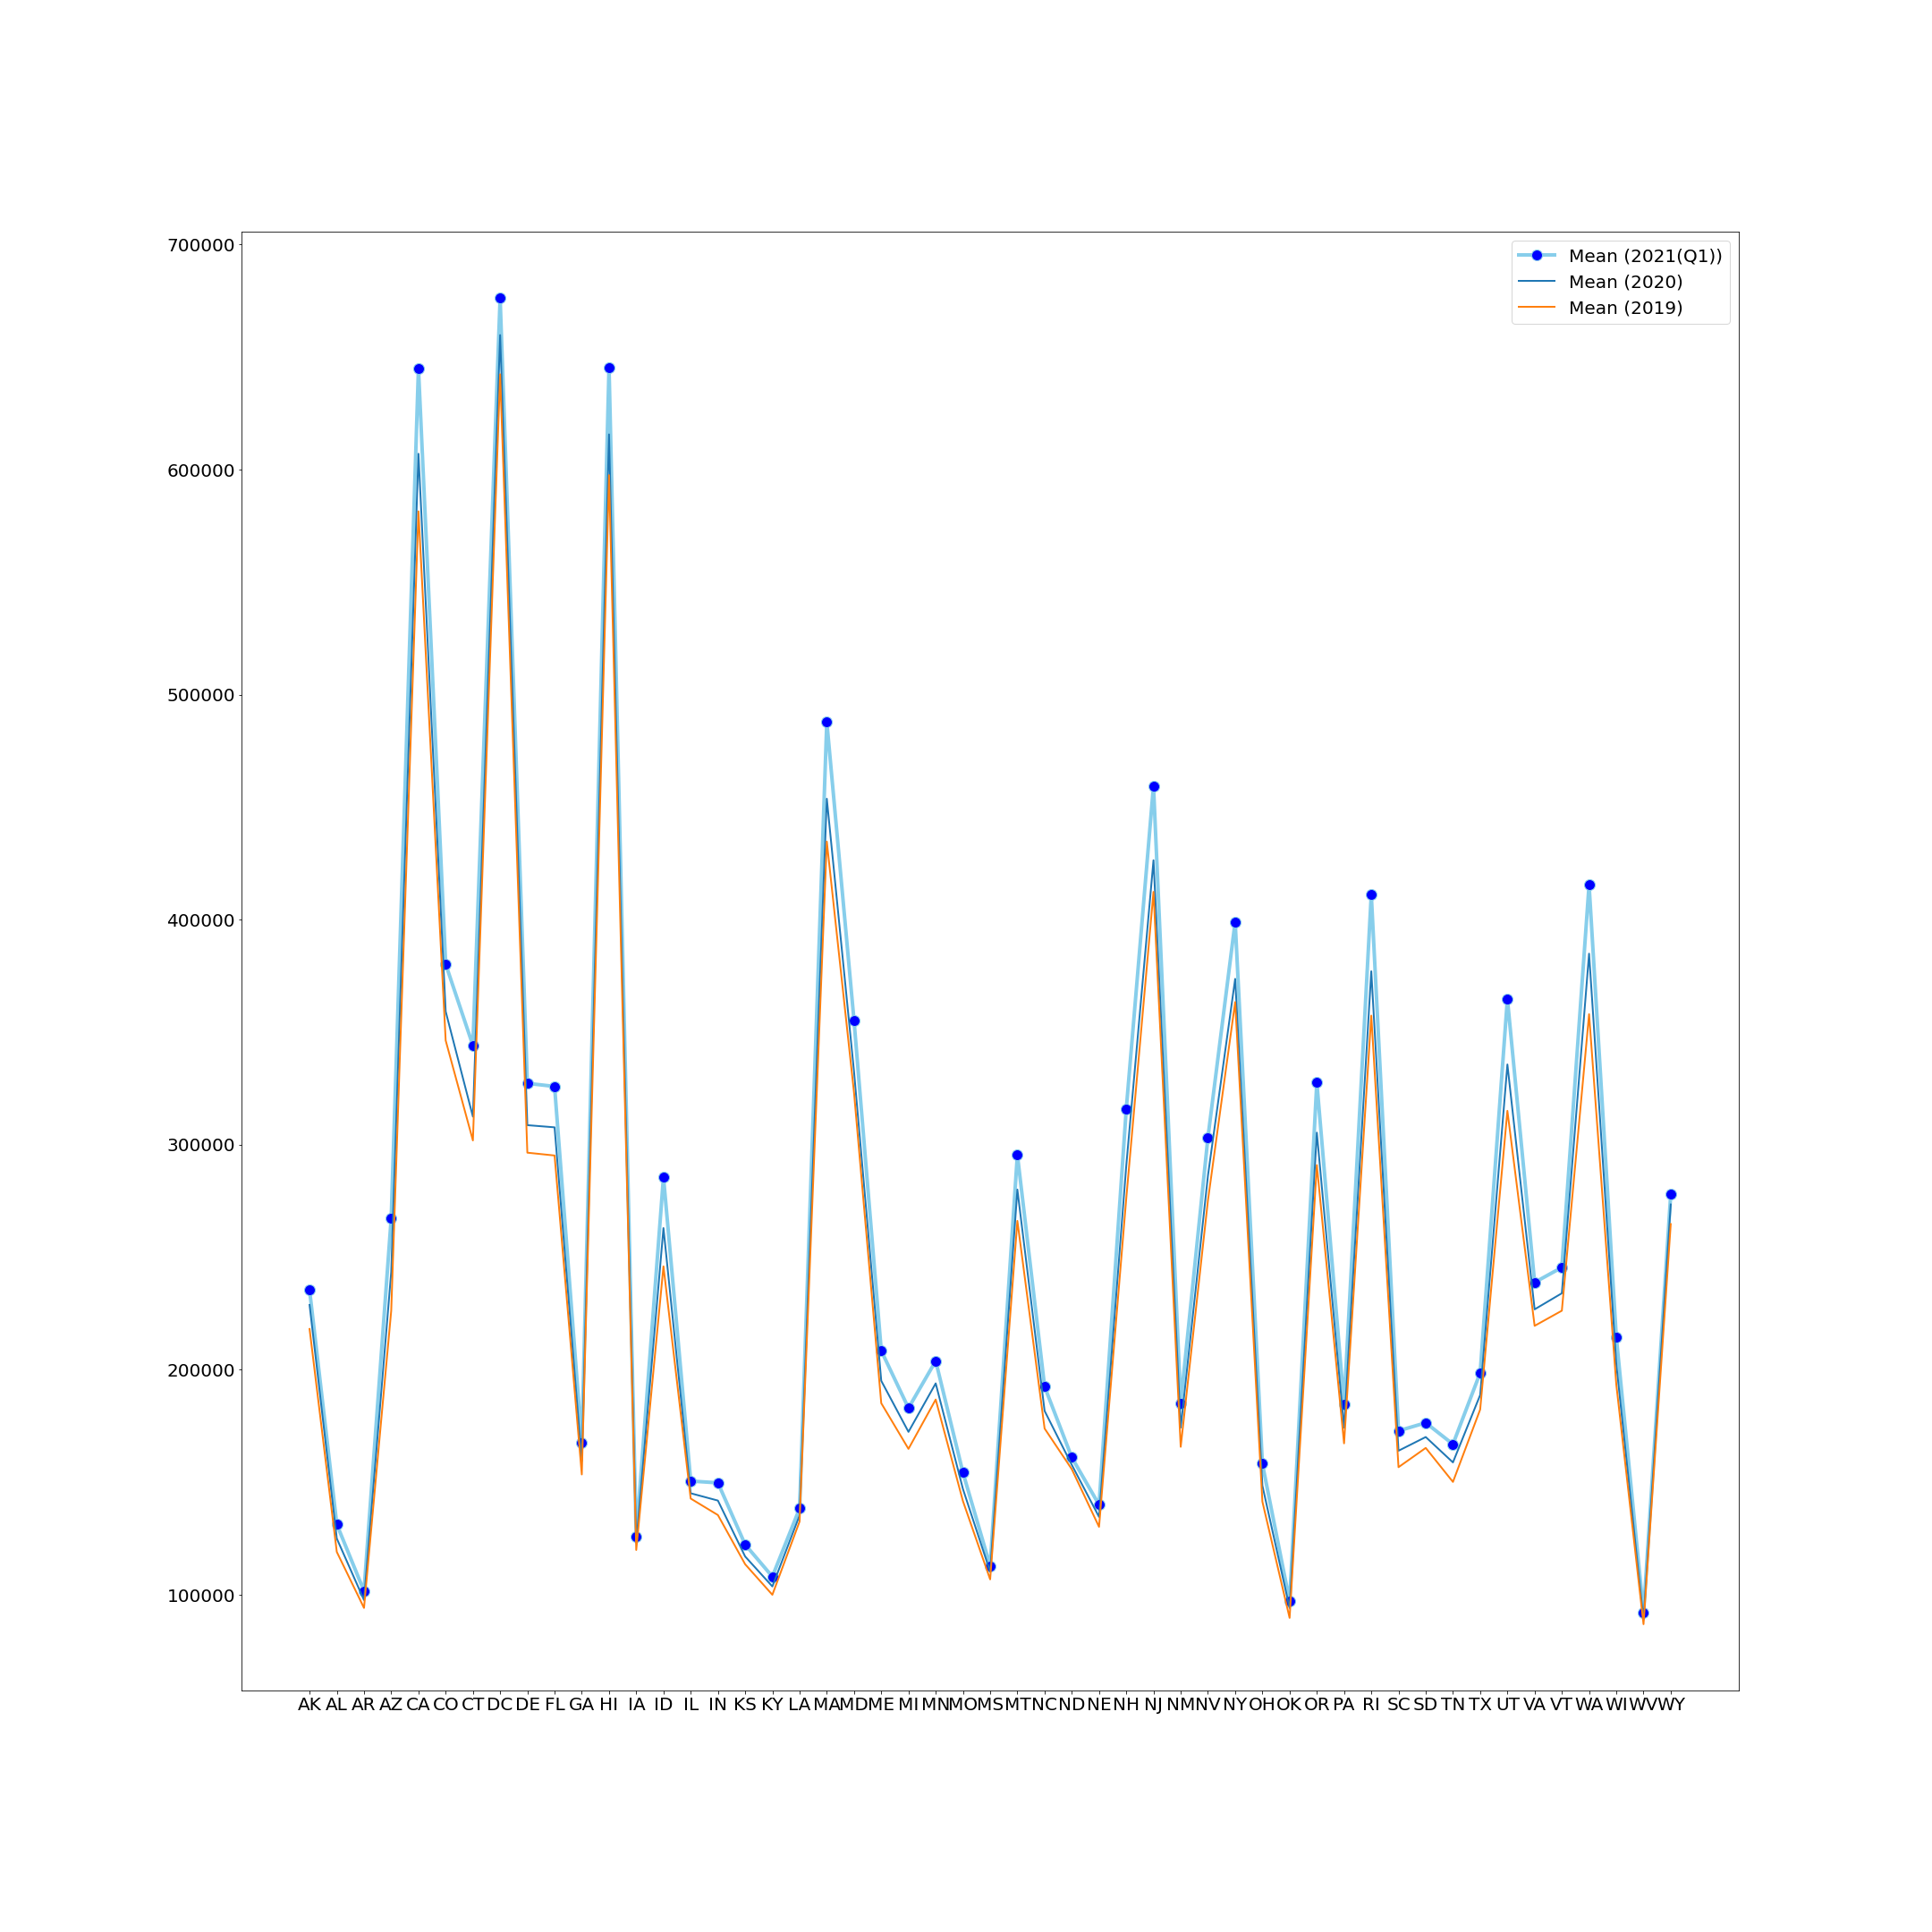 700000
600000
500000
400000
300000
200000
100000
Mean (2021(Q1))
Mean (2020)
Mean (2019)
AK AL AR AZ CA CO CT DC DE FL GA HI IA ID IL IN KS KY LA MA MD ME MI MN MO MS MT NC ND NE NH NJ NM NV NY OH OK OR PA RI SC SD TN TX UT VA VT WA WI WV WY